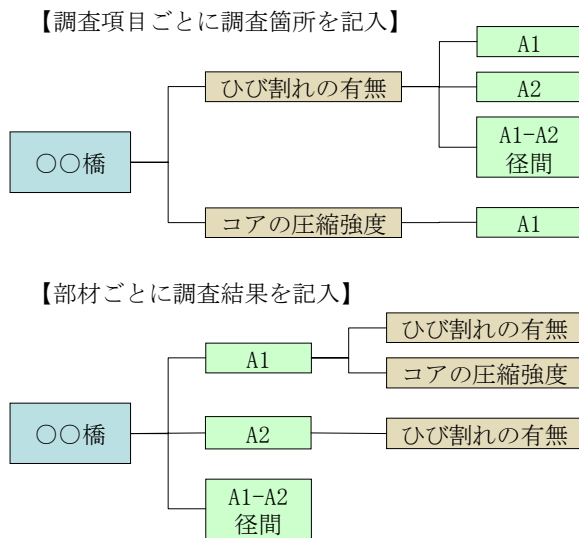 【調査項目ごとに調査箇所を記入】
○○橋
ひび割れの有無
A1
A2
A1-A2
径間
コアの圧縮強度
A1
【部材ごとに調査結果を記入】
○○橋
A1
ひび割れの有無
コアの圧縮強度
A2
ひび割れの有無
A1-A2
径間